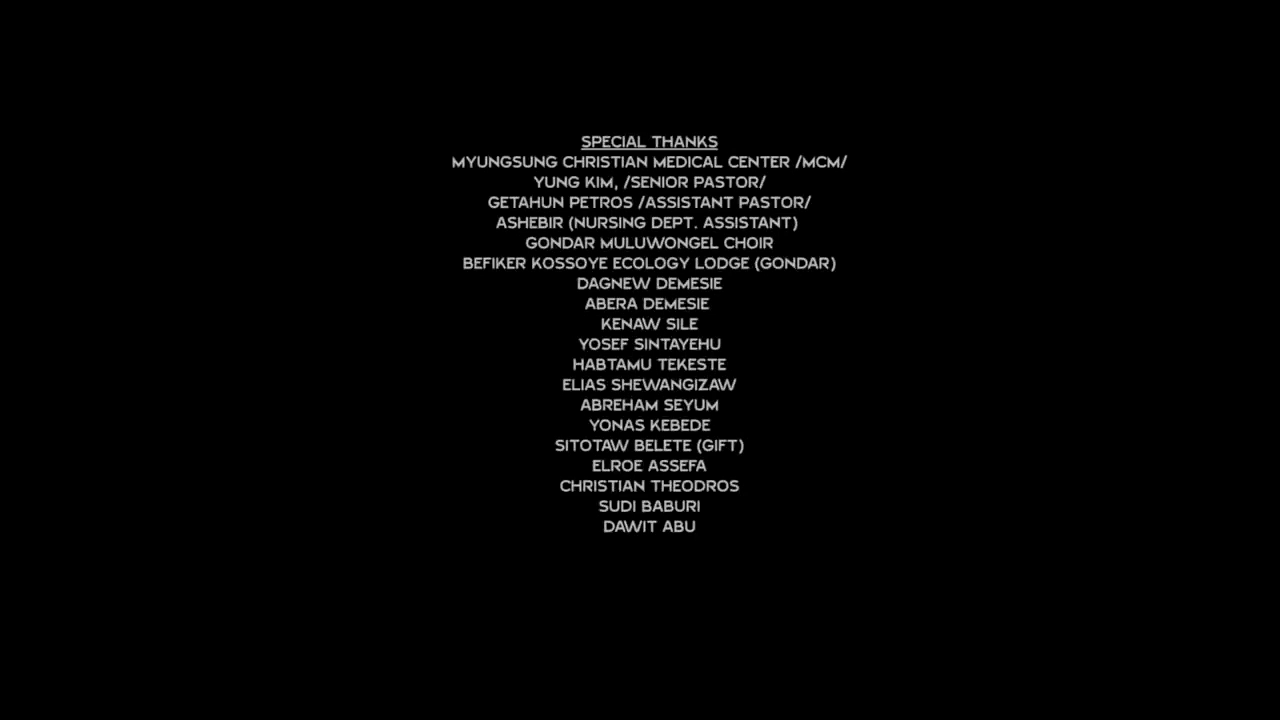 SPECIAL THANKS
MYUNGSUNG CHRISTIAN MEDICAL CENTER /MCM/
YUNG KIM, /SENIOR PASTOR/
GETAHUN PETROS /ASSISTANT PASTOR/
ASHEBIR (NURSING DEPT. ASSISTANT)
GONDAR MULUWONGEL CHOIR
BEFIKER KOSSOYE ECOLOGY LODGE (GONDAR)
DAGNEW DEMESIE
ABERA DEMESIE
KENAW SILE
YOSEF SINTAYEHU
HABTAMU TEKESTE
ELIAS SHEWANGIZAW
ABREHAM SEYUM
YONAS KEBEDE
SITOTAW BELETE (GIFT)
ELROE ASSEFA
CHRISTIAN THEODROS
SUDI BABURI
DAWIT ABU